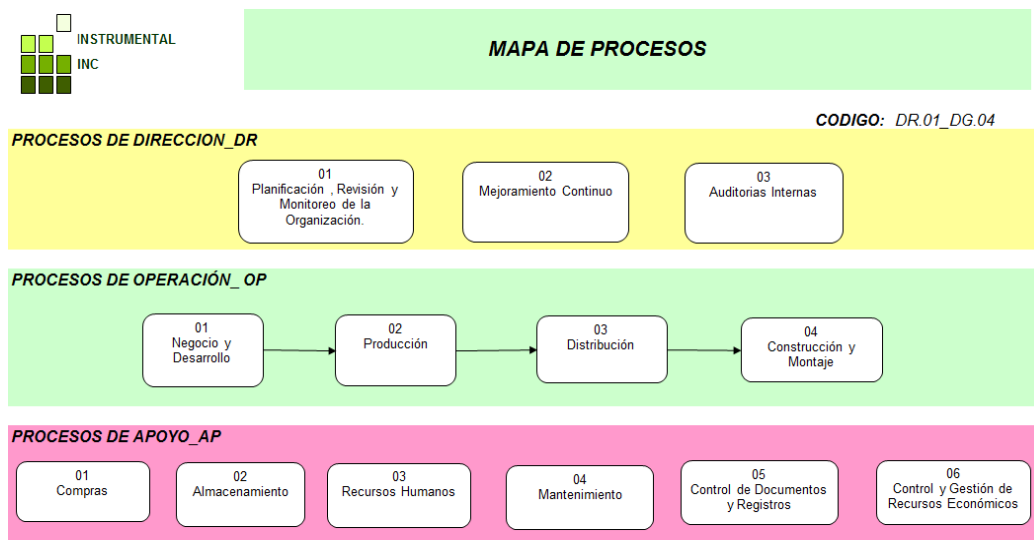 INSTRUMENTAL
INC
MAPA DE PROCESOS
CODIGO: DR.01_DG.04
PROCESOS DE DIRECCION_DR
01
Planificación , Revisión y
Monitoreo de la
Organización.
02
Mejoramiento Continuo
03
Auditorias Internas
PROCESOS DE OPERACIÓN_ OP
01
Negocio y
Desarrollo
02
Producción
03
Distribución
04
Construcción y
Montaje
PROCESOS DE APOYO_AP
01
Compras
02
Almacenamiento
03
Recursos Humanos
04
Mantenimiento
05
Control de Documentos
y Registros
06
Control y Gestión de
Recursos Económicos